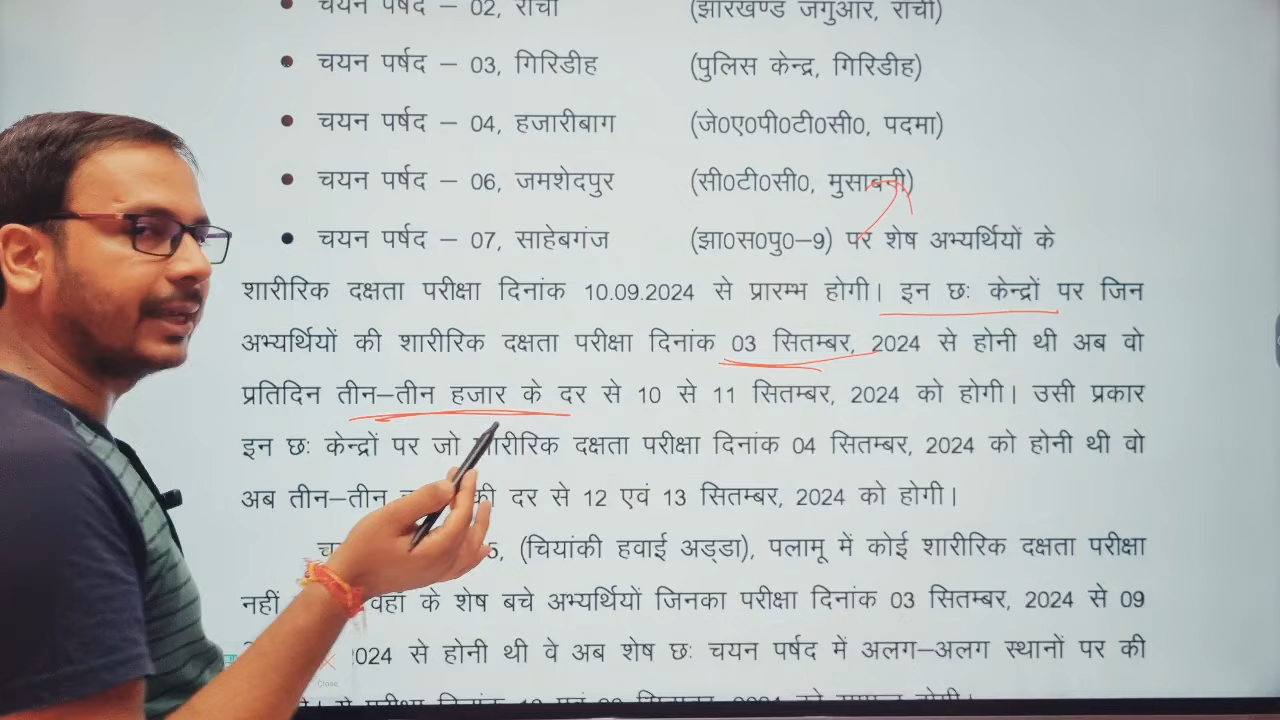 चयन पर्षद – 02, रांची (झारखण्ड जगुआर, रांची)
चयन पर्षद – 03, गिरिडीह (पुलिस केन्द्र, गिरिडीह)
चयन पर्षद – 04, हजारीबाग (जे0ए0पी0टी0सी0, पदमा)
चयन पर्षद – 06, जमशेदपुर (सी0टी0सी0, मुसाबनी)
चयन पर्षद – 07, साहेबगंज (झा0स0पु0–9) पर शेष अभ्यर्थियों के
शारीरिक दक्षता परीक्षा दिनांक 10.09.2024 से प्रारम्भ होगी। इन छः केन्द्रों पर जिन
अभ्यर्थियों की शारीरिक दक्षता परीक्षा दिनांक 03 सितम्बर, 2024 से होनी थी अब वो
प्रतिदिन तीन–तीन हजार के दर से 10 से 11 सितम्बर, 2024 को होगी। उसी प्रकार
इन छः केन्द्रों पर जो शारीरिक दक्षता परीक्षा दिनांक 04 सितम्बर, 2024 को होनी थी वो
अब तीन–तीन की दर से 12 एवं 13 सितम्बर, 2024 को होगी।
5, (चियांकी हवाई अड्डा), पलामू में कोई शारीरिक दक्षता परीक्षा
नहीं वहाँ के शेष बचे अभ्यर्थियों जिनका परीक्षा दिनांक 03 सितम्बर, 2024 से 09
2024 से होनी थी वे अब शेष छः चयन पर्षद में अलग–अलग स्थानों पर की